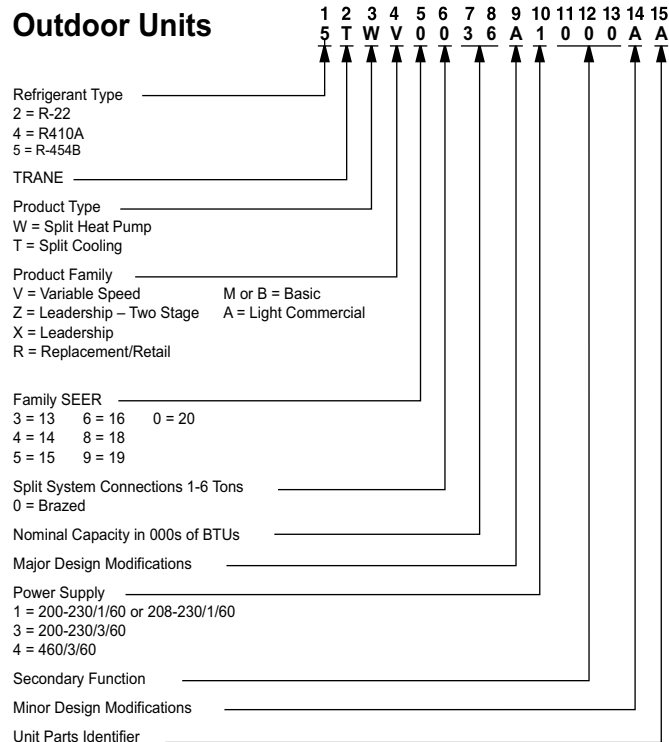 Outdoor Units
1 2 3 4 5 6 7 8 9 10 11 12 13 14 15
5 T W V 0 0 3 6 A 1 0 0 0 A A
Refrigerant Type
2 = R-22
4 = R410A
5 = R-454B
TRANE
Product Type
W = Split Heat Pump
T = Split Cooling
Product Family
V = Variable Speed M or B = Basic
Z = Leadership – Two Stage A = Light Commercial
X = Leadership
R = Replacement/Retail
Family SEER
3 = 13 6 = 16 0 = 20
4 = 14 8 = 18
5 = 15 9 = 19
Split System Connections 1-6 Tons
0 = Brazed
Nominal Capacity in 000s of BTUs
Major Design Modifications
Power Supply
1 = 200-230/1/60 or 208-230/1/60
3 = 200-230/3/60
4 = 460/3/60
Secondary Function
Minor Design Modifications
Unit Parts Identifier